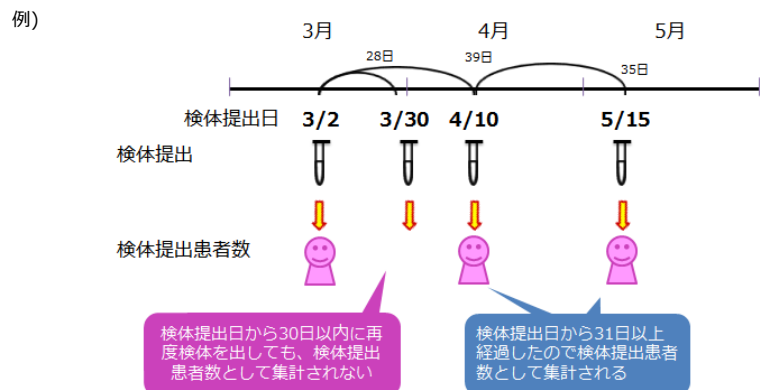 例)
3月 4月 5月
28日 39日 35日
検体提出日 3/2 3/30 4/10 5/15
検体提出
検体提出患者数
検体提出日から30日以内に再
度検体を出しても、検体提出
患者数として集計されない
検体提出日から31日以上
経過したので検体提出患者
数として集計される